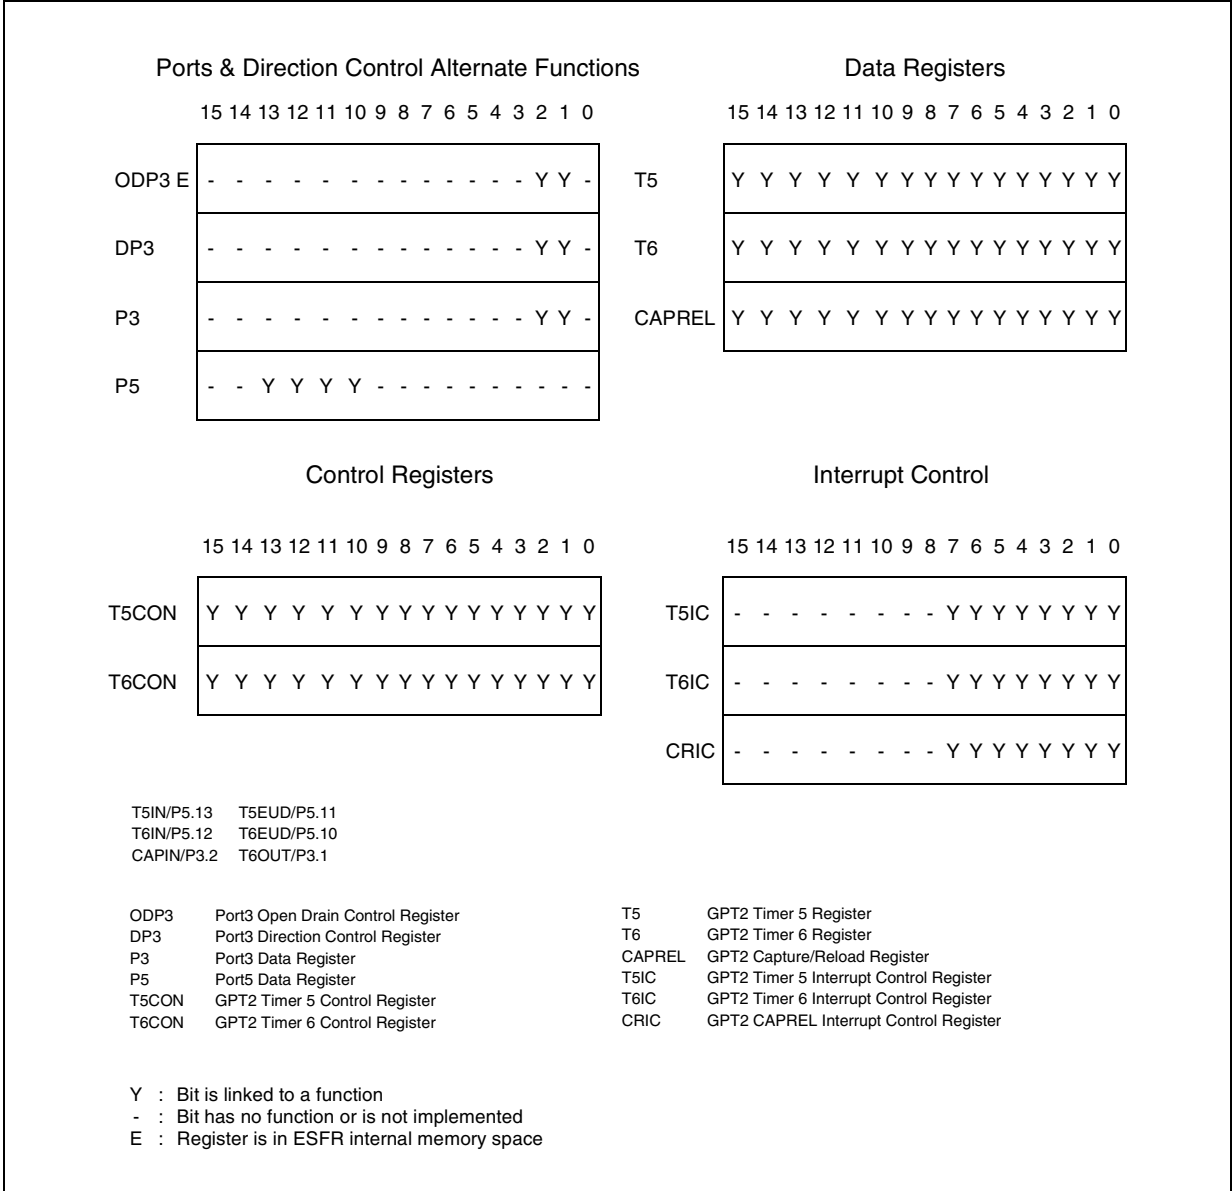 Ports & Direction Control Alternate Functions
15 14 13 12 11 10 9 8 7 6 5 4 3 2 1 0
ODP3 E - - - - - - - - - - - - - Y Y -
DP3 - - - - - - - - - - - - - Y Y -
P3 - - - - - - - - - - - - - Y Y -
P5 - - Y Y Y Y - - - - - - - - - -
Data Registers
15 14 13 12 11 10 9 8 7 6 5 4 3 2 1 0
T5 Y Y Y Y Y Y Y Y Y Y Y Y Y Y Y Y
T6 Y Y Y Y Y Y Y Y Y Y Y Y Y Y Y Y
CAPREL Y Y Y Y Y Y Y Y Y Y Y Y Y Y Y Y
Control Registers
15 14 13 12 11 10 9 8 7 6 5 4 3 2 1 0
T5CON Y Y Y Y Y Y Y Y Y Y Y Y Y Y Y Y
T6CON Y Y Y Y Y Y Y Y Y Y Y Y Y Y Y Y
Interrupt Control
15 14 13 12 11 10 9 8 7 6 5 4 3 2 1 0
T5IC - - - - - - - - Y Y Y Y Y Y Y Y
T6IC - - - - - - - - Y Y Y Y Y Y Y Y
CRIC - - - - - - - - Y Y Y Y Y Y Y Y
T5IN/P5.13 T5EUD/P5.11
T6IN/P5.12 T6EUD/P5.10
CAPIN/P3.2 T6OUT/P3.1
ODP3 Port3 Open Drain Control Register
DP3 Port3 Direction Control Register
P3 Port3 Data Register
P5 Port5 Data Register
T5CON GPT2 Timer 5 Control Register
T6CON GPT2 Timer 6 Control Register
T5 GPT2 Timer 5 Register
T6 GPT2 Timer 6 Register
CAPREL GPT2 Capture/Reload Register
T5IC GPT2 Timer 5 Interrupt Control Register
T6IC GPT2 Timer 6 Interrupt Control Register
CRIC GPT2 CAPREL Interrupt Control Register
Y : Bit is linked to a function
- : Bit has no function or is not implemented
E : Register is in ESFR internal memory space